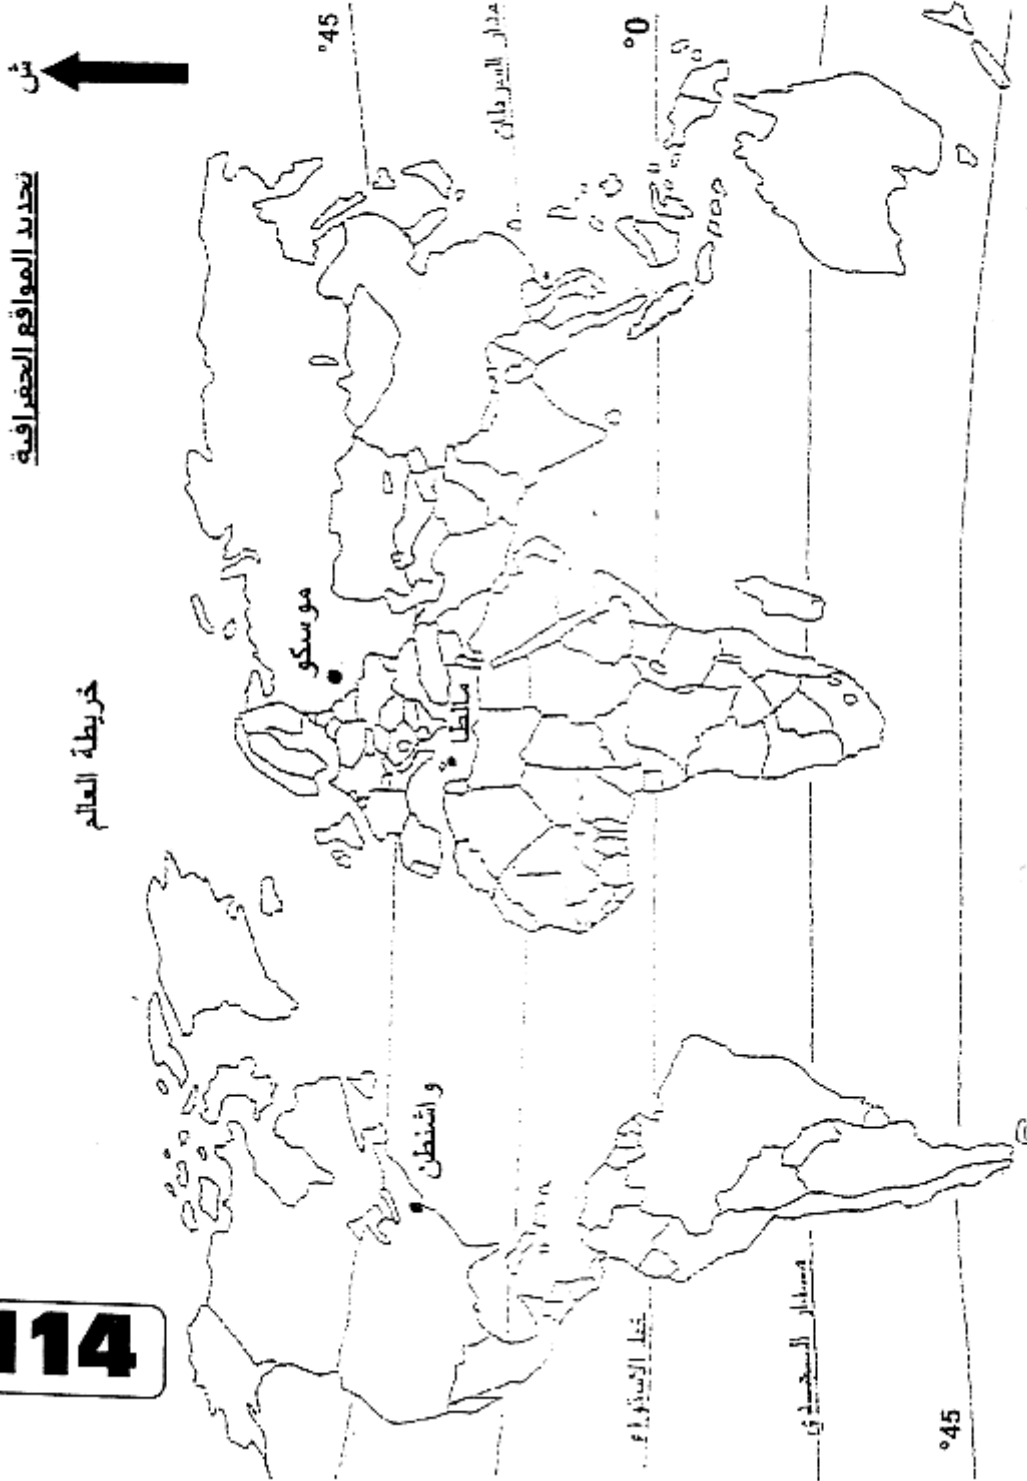 114
خريطة العالم
تحديد المواقع الجغرافية
ش
°45
موسكو
واشنطن
مالطا
مدار السرطان
°0
خط الاستواء
مدار الجدي
°45